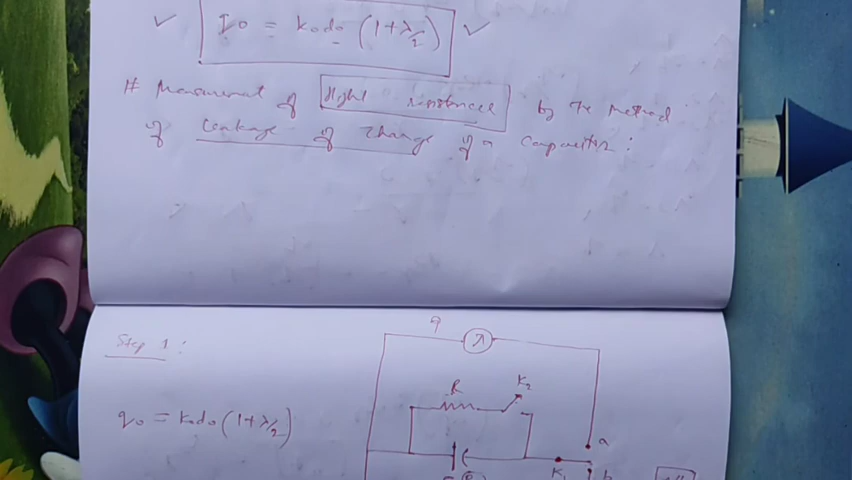 ✓ q₀ = k₀d₀ (1+λ/2) ✓
# Measurement of High resistances by the method
of Leakage of charge of a capacitor :
Step 1 :
q
R
K₂
q₀ = k₀d₀ (1+λ/2)
a
K₁
b